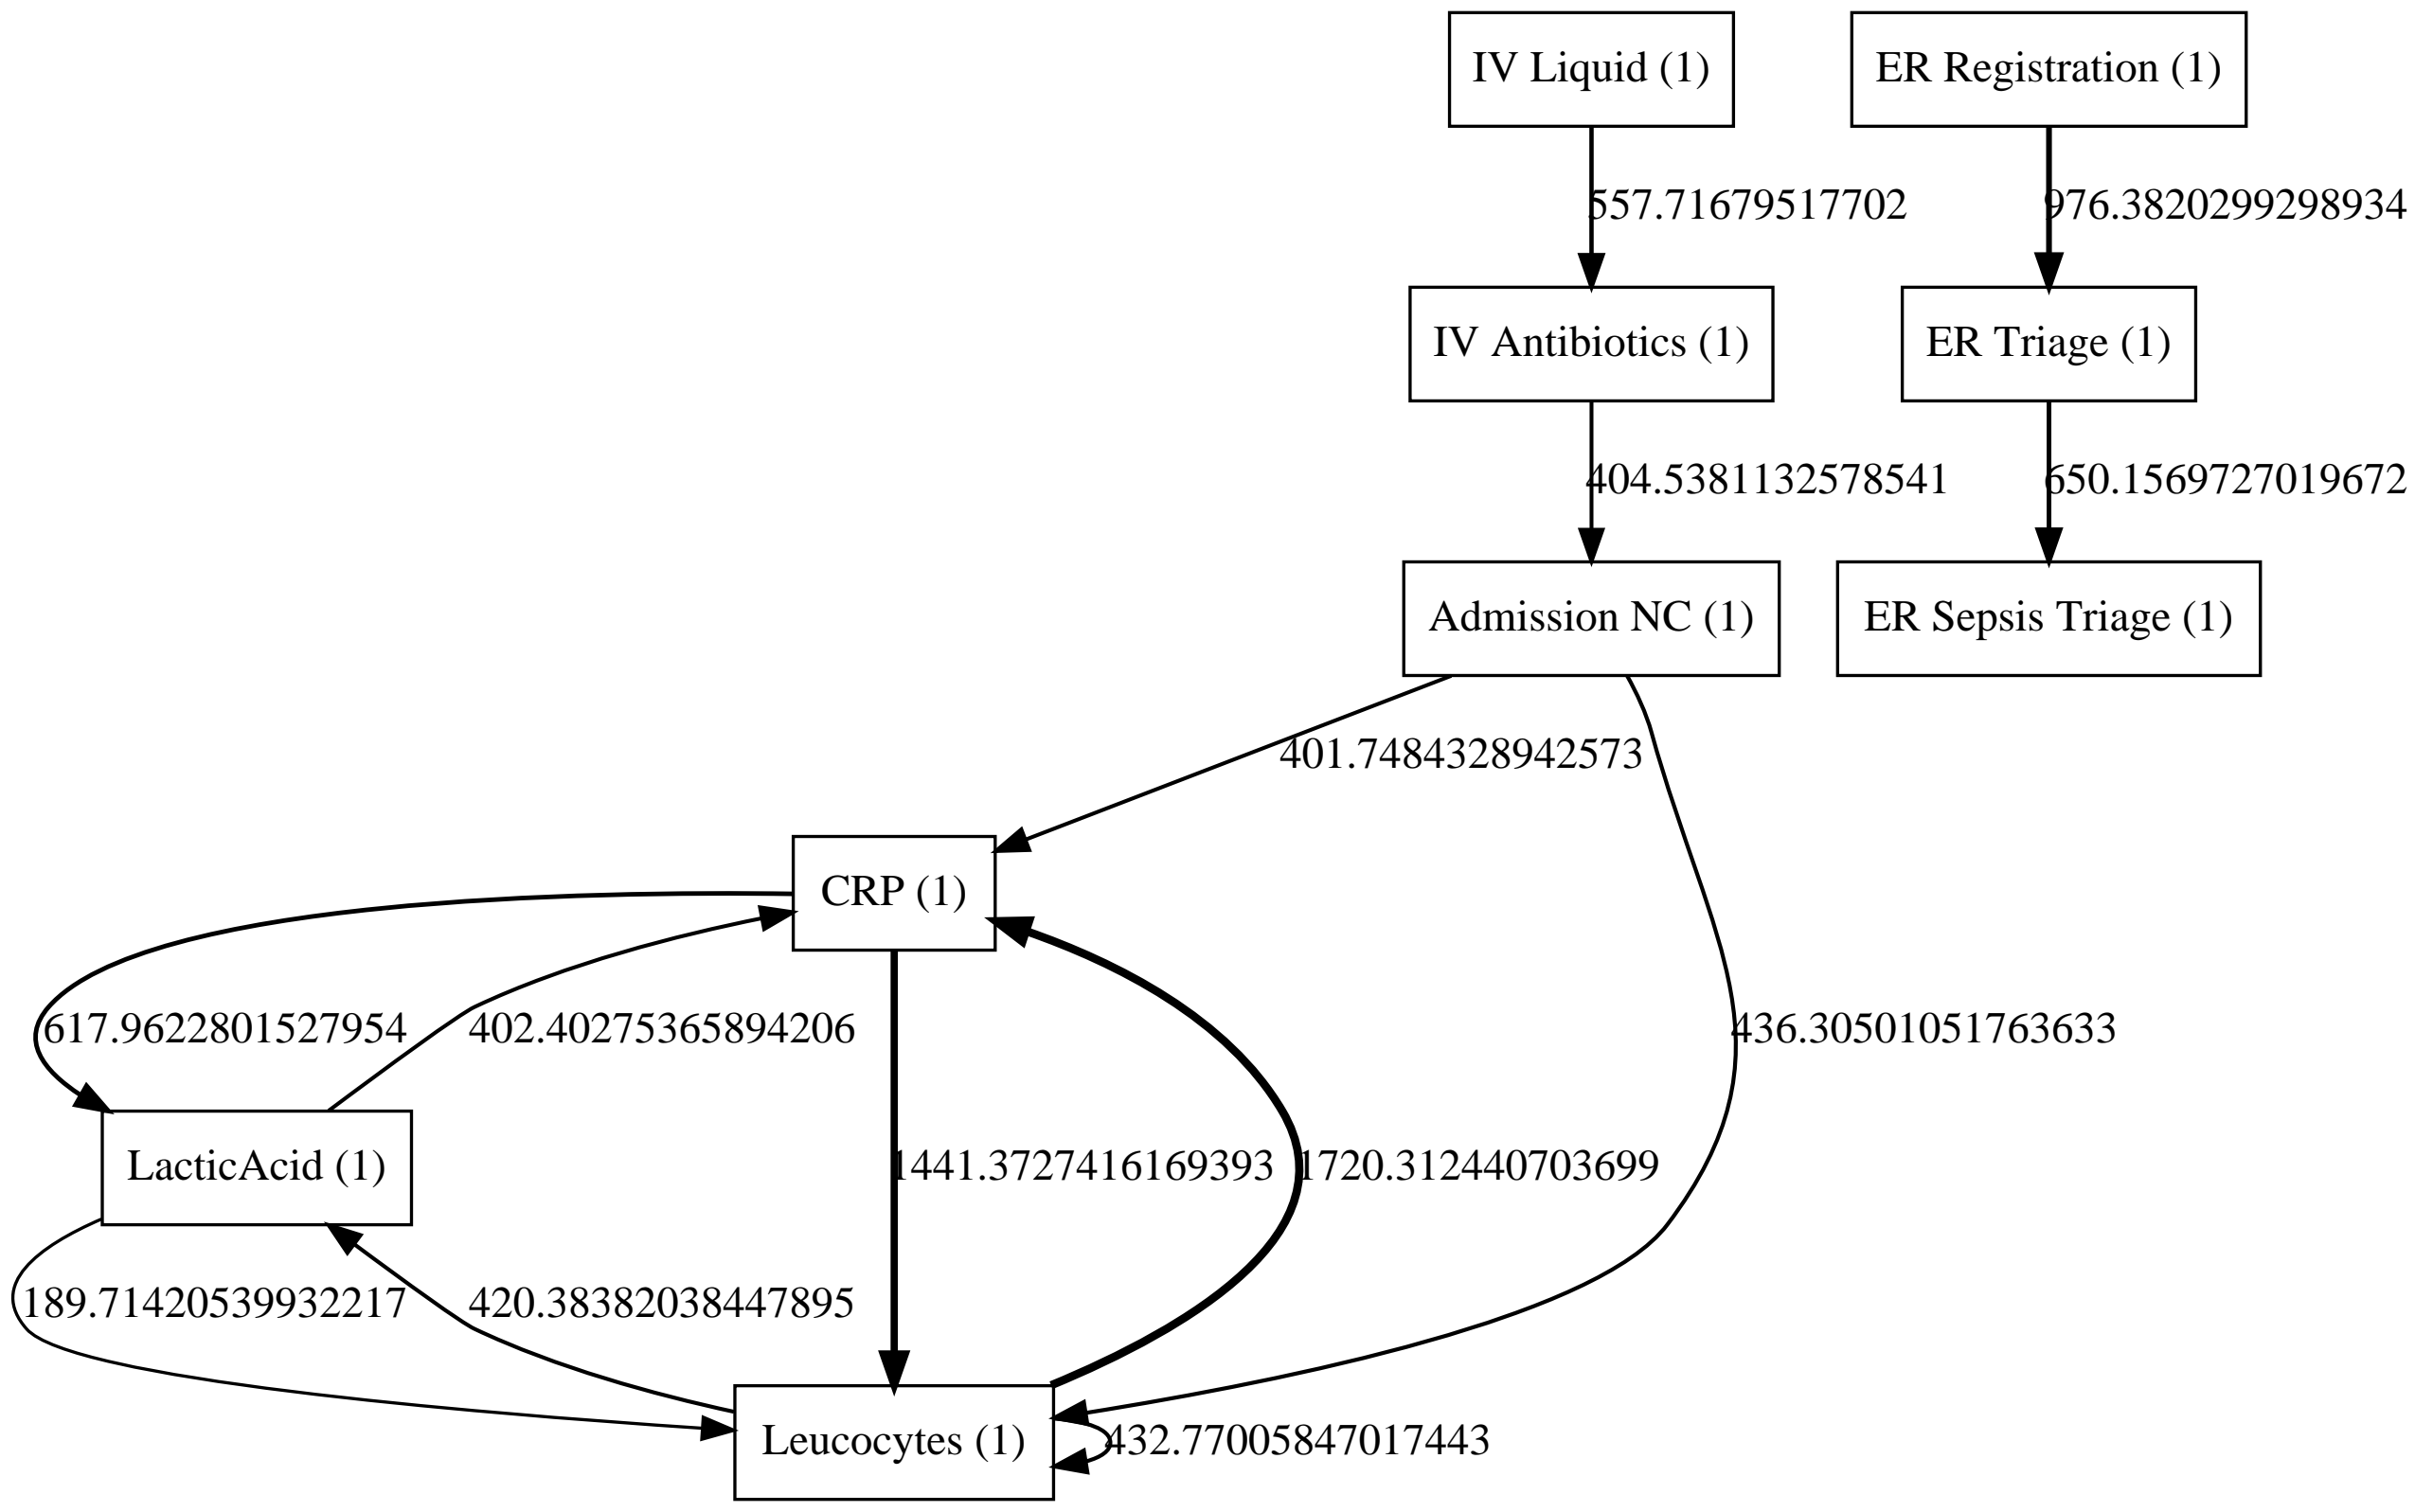 IV Liquid (1)
ER Registration (1)
557.71679517702
976.3820299298934
IV Antibiotics (1)
ER Triage (1)
404.5381132578541
650.1569727019672
Admission NC (1)
ER Sepsis Triage (1)
401.7484328942573
CRP (1)
617.9622801527954
402.40275365894206
436.30501051763633
LacticAcid (1)
1441.3727416169393
1720.312440703699
189.71420539932217
420.38382038447895
Leucocytes (1)
432.77005847017443